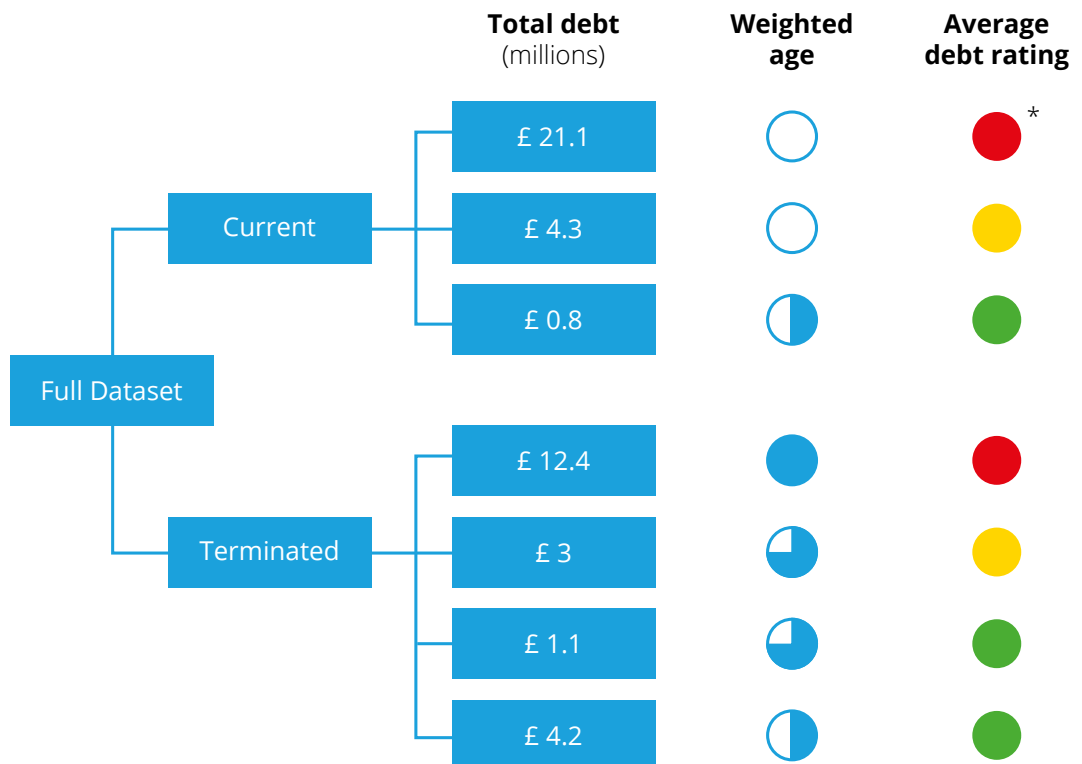 Total debt
(millions)
Weighted
age
Average
debt rating
£ 21.1
*
Current
£ 4.3
£ 0.8
Full Dataset
£ 12.4
Terminated
£ 3
£ 1.1
£ 4.2